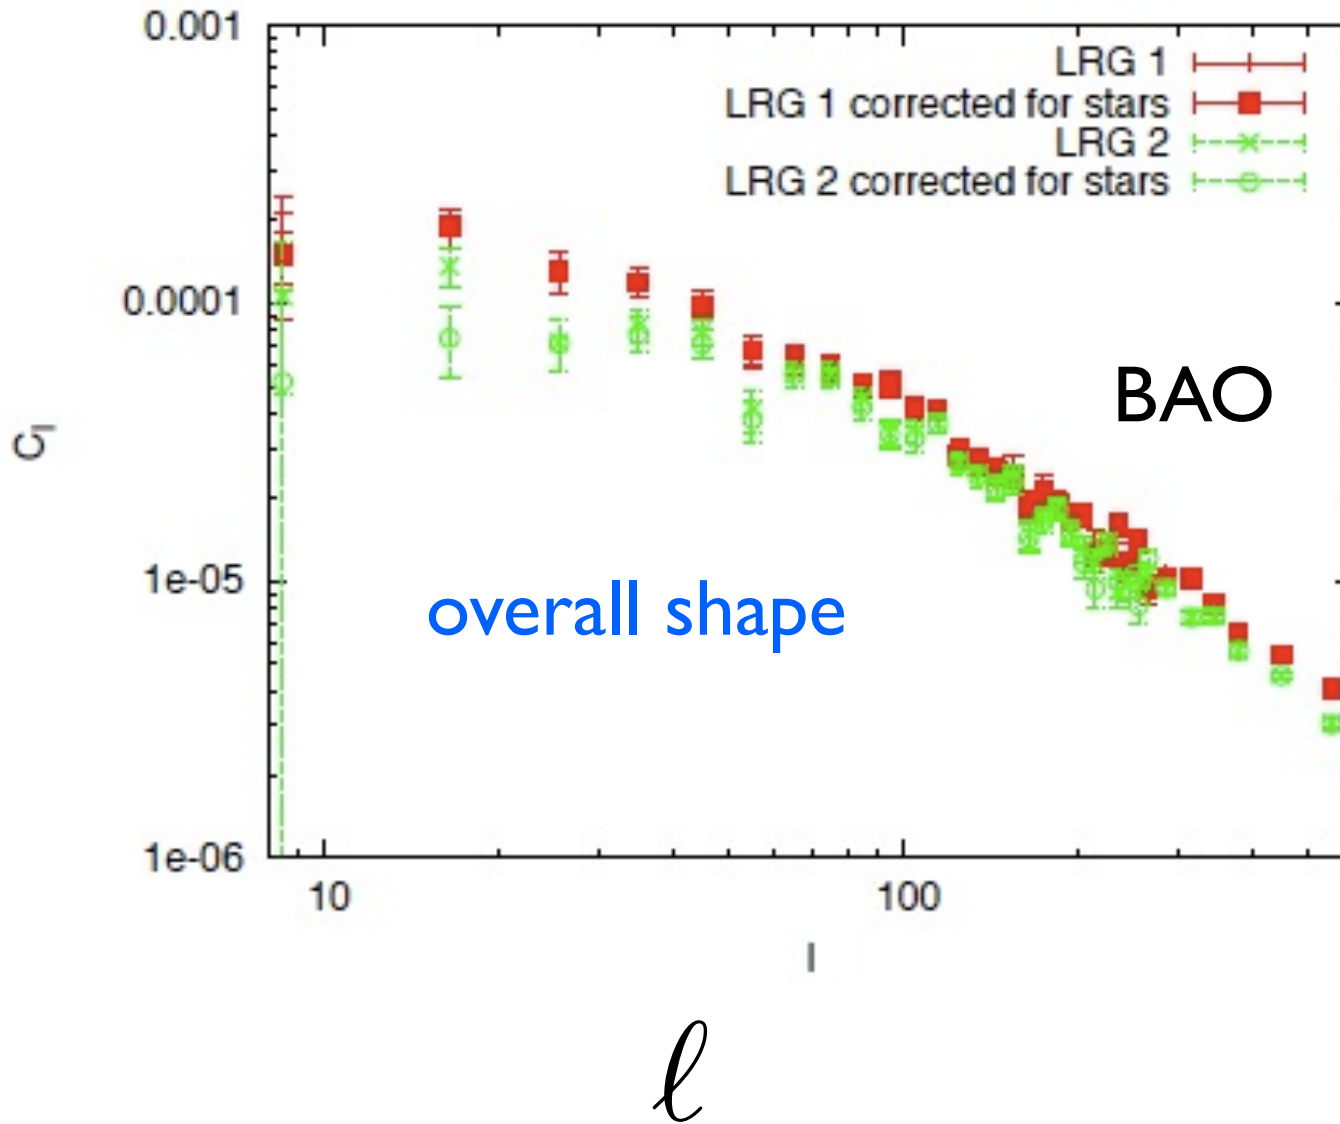 0.001
LRG 1
LRG 1 corrected for stars
LRG 2
LRG 2 corrected for stars
0.0001
BAO
C_l
1e-05
overall shape
1e-06
10 100
l
ℓ